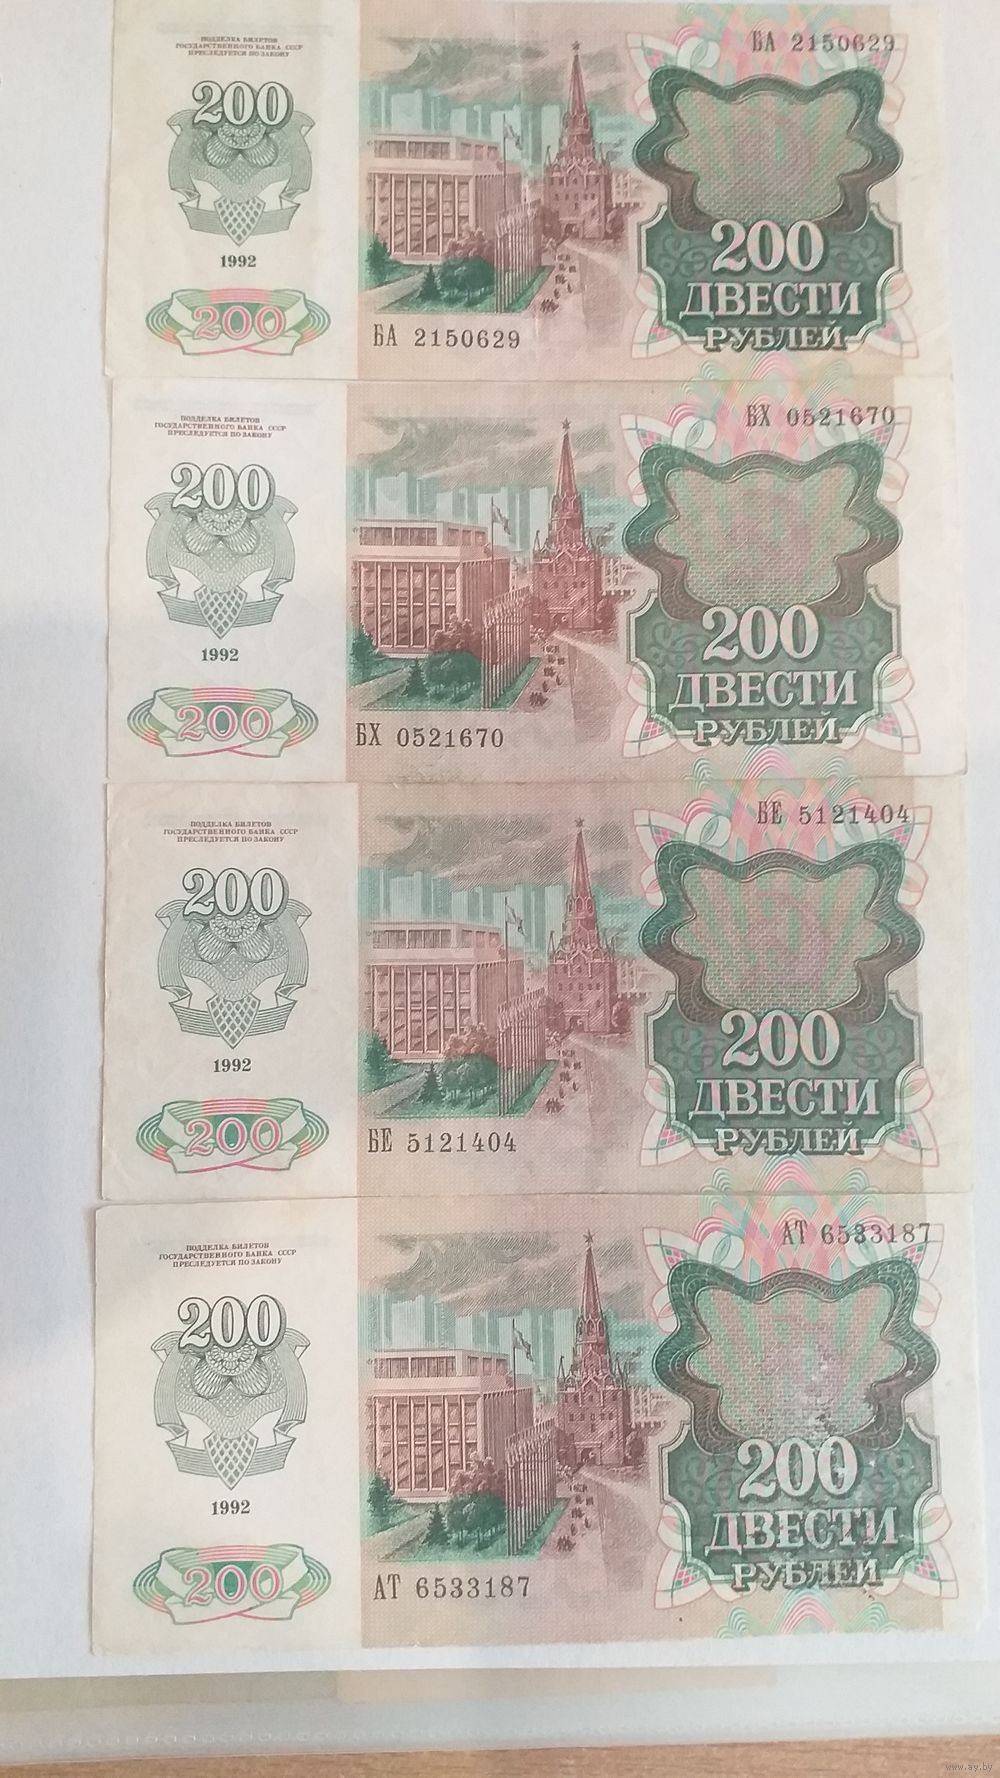 ПОДДЕЛКА БИЛЕТОВ
ГОСУДАРСТВЕННОГО БАНКА СССР
ПРЕСЛЕДУЕТСЯ ПО ЗАКОНУ
БА 2150629
200
200
ДВЕСТИ
РУБЛЕЙ
1992
200
БА 2150629
ПОДДЕЛКА БИЛЕТОВ
ГОСУДАРСТВЕННОГО БАНКА СССР
ПРЕСЛЕДУЕТСЯ ПО ЗАКОНУ
БХ 0521670
200
200
ДВЕСТИ
РУБЛЕЙ
1992
200
БХ 0521670
ПОДДЕЛКА БИЛЕТОВ
ГОСУДАРСТВЕННОГО БАНКА СССР
ПРЕСЛЕДУЕТСЯ ПО ЗАКОНУ
БЕ 5121404
200
200
ДВЕСТИ
РУБЛЕЙ
1992
200
БЕ 5121404
ПОДДЕЛКА БИЛЕТОВ
ГОСУДАРСТВЕННОГО БАНКА СССР
ПРЕСЛЕДУЕТСЯ ПО ЗАКОНУ
АТ 6533187
200
200
ДВЕСТИ
РУБЛЕЙ
1992
200
АТ 6533187
www.ay.by